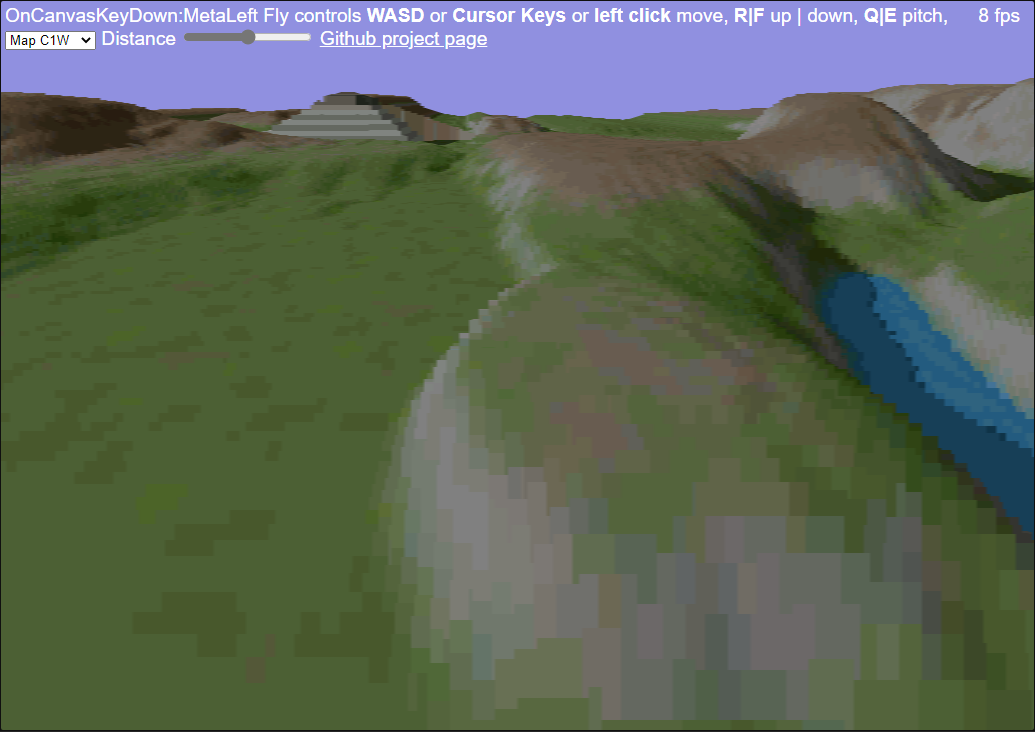 OnCanvasKeyDown:MetaLeft Fly controls WASD or Cursor Keys or left click move, R|F up | down, Q|E pitch, 8 fps
Map C1W Distance Github project page